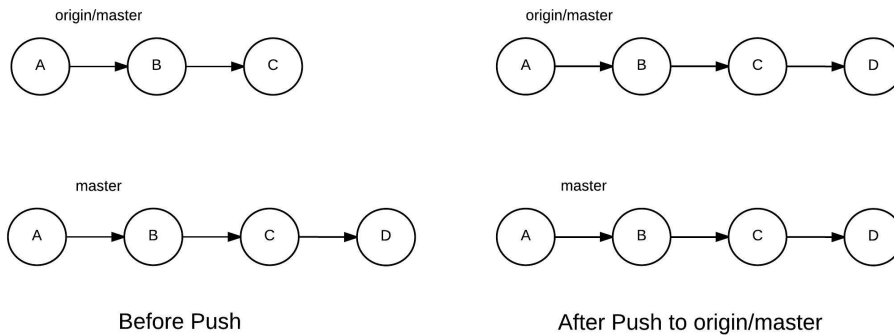 origin/master
A B C
master
A B C D
Before Push
origin/master
A B C D
master
A B C D
After Push to origin/master